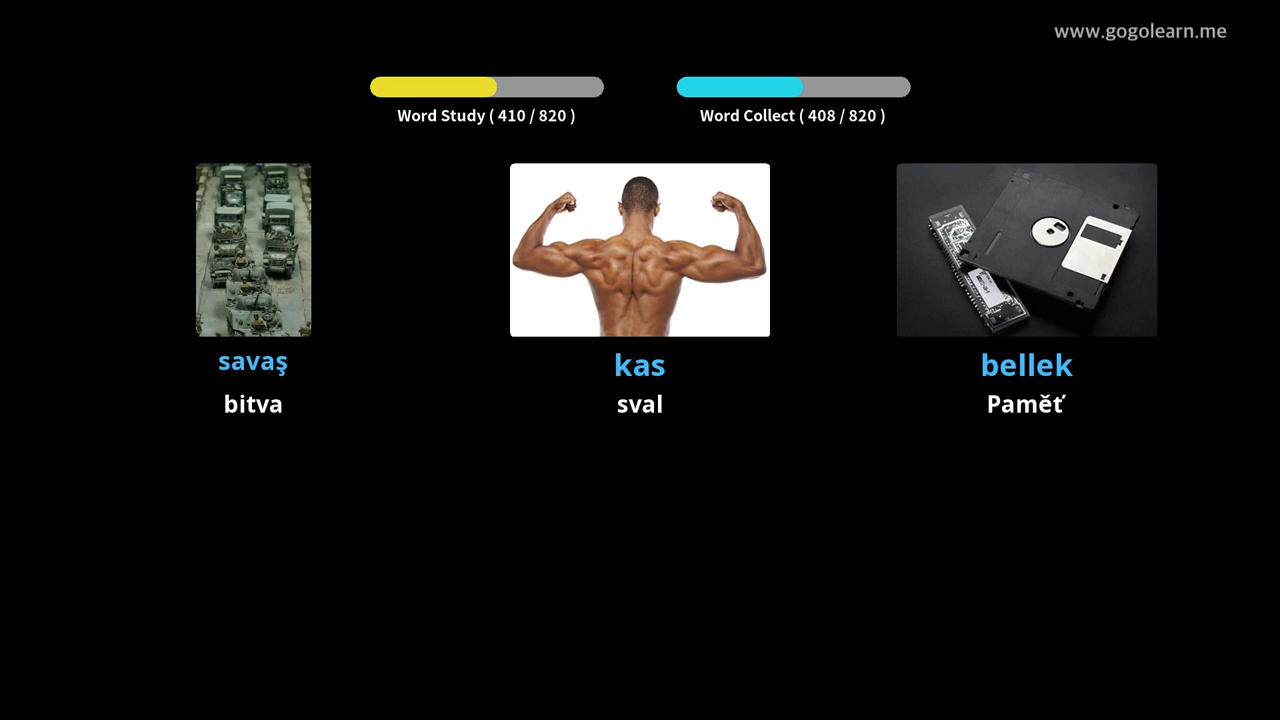 www.gogolearn.me
Word Study ( 410 / 820 )
Word Collect ( 408 / 820 )
savaş
kas
bellek
bitva
sval
Paměť